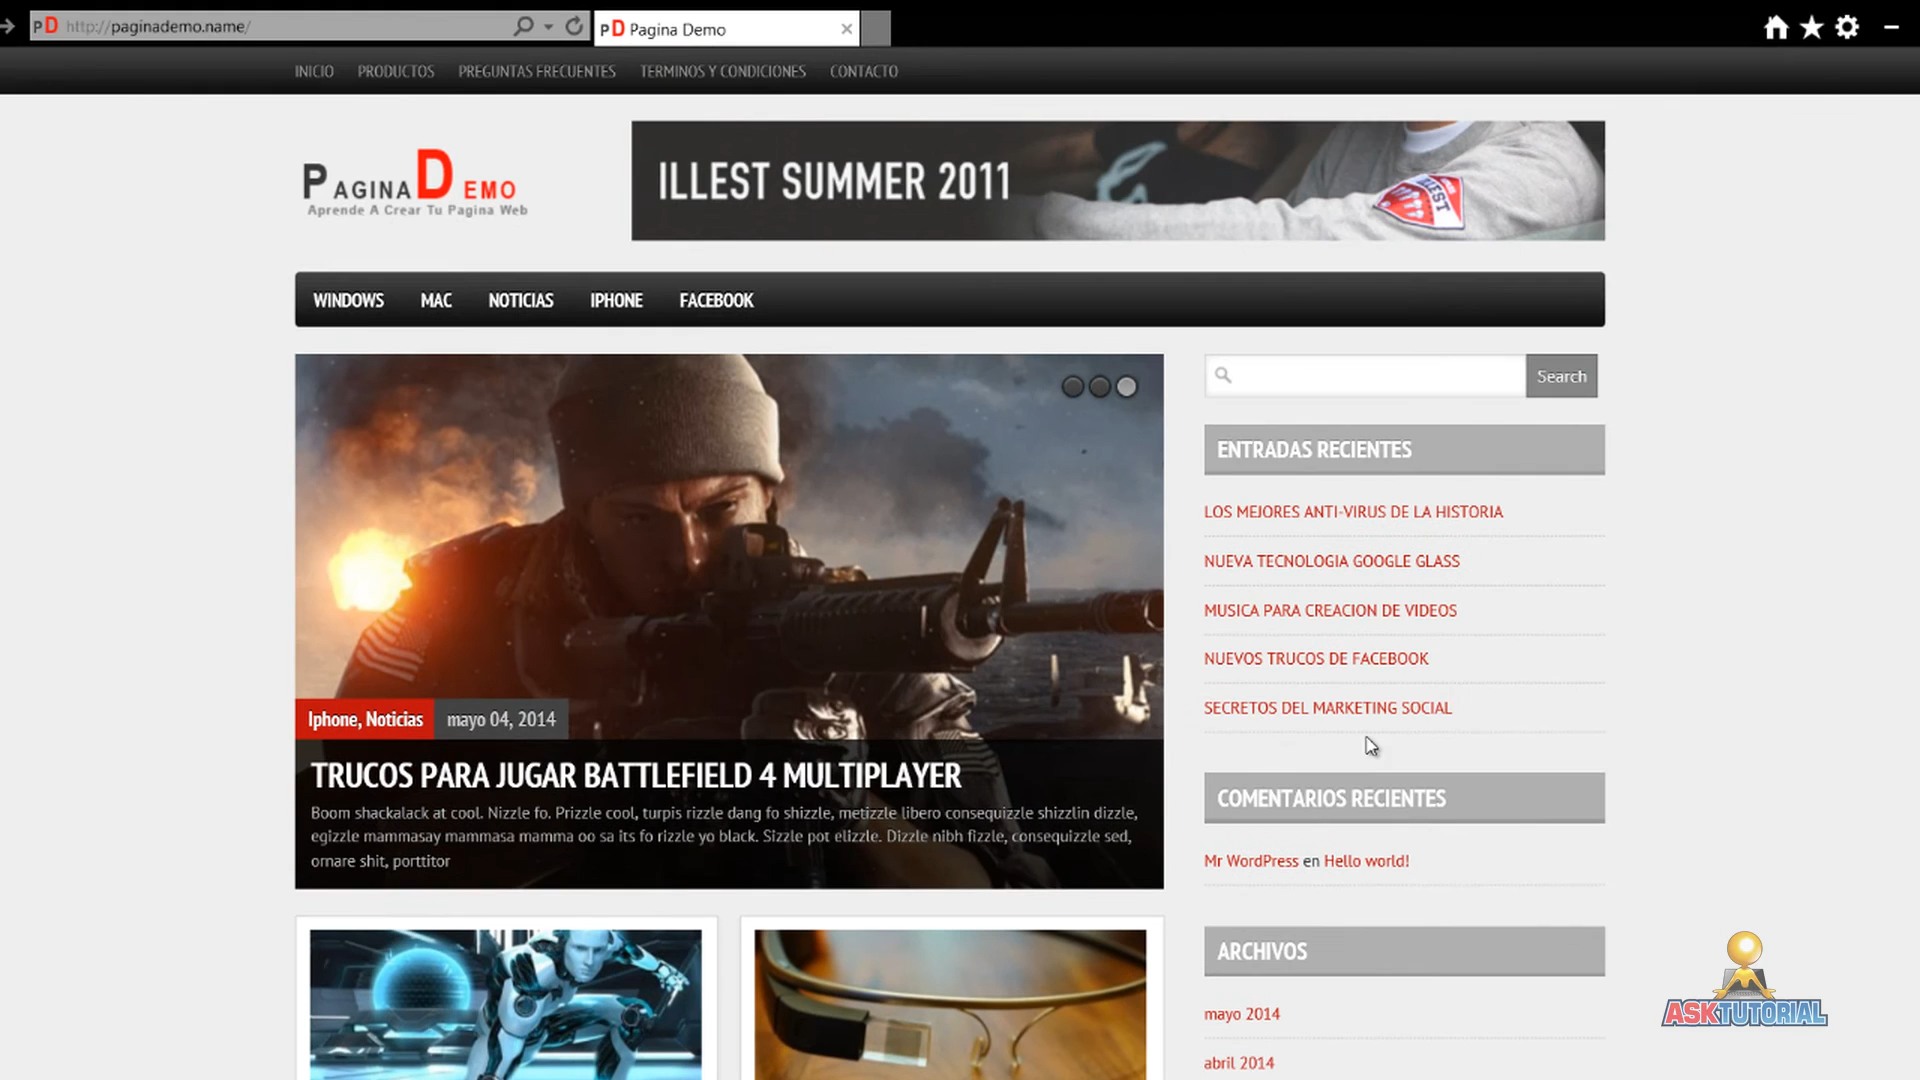 PD http://paginademo.name/
PD Pagina Demo
INICIO PRODUCTOS PREGUNTAS FRECUENTES TERMINOS Y CONDICIONES CONTACTO
PAGINA DEMO
Aprende A Crear Tu Pagina Web
ILLEST SUMMER 2011
ILLEST
WINDOWS MAC NOTICIAS IPHONE FACEBOOK
Search
ENTRADAS RECIENTES
LOS MEJORES ANTI-VIRUS DE LA HISTORIA
NUEVA TECNOLOGIA GOOGLE GLASS
MUSICA PARA CREACION DE VIDEOS
NUEVOS TRUCOS DE FACEBOOK
SECRETOS DEL MARKETING SOCIAL
Iphone, Noticias mayo 04, 2014
TRUCOS PARA JUGAR BATTLEFIELD 4 MULTIPLAYER
Boom shackalack at cool. Nizzle fo. Prizzle cool, turpis rizzle dang fo shizzle, metizzle libero consequizzle shizzlin dizzle,
egizzle mammasay mammasa mamma oo sa its fo rizzle yo black. Sizzle pot elizzle. Dizzle nibh fizzle, consequizzle sed,
ornare shit, porttitor
COMENTARIOS RECIENTES
Mr WordPress en Hello world!
ARCHIVOS
mayo 2014
abril 2014
ASKTUTORIAL